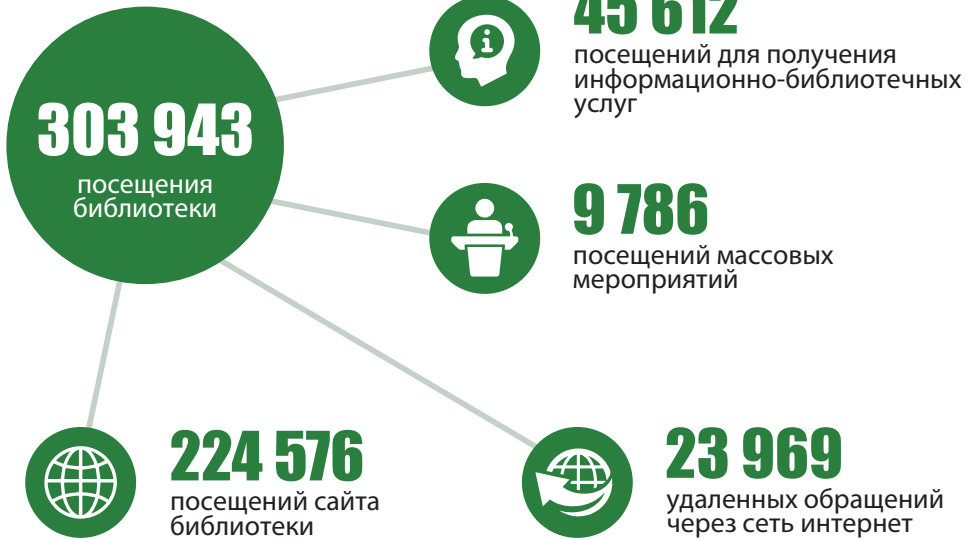 303 943
посещения
библиотеки
45 612
посещений для получения
информационно-библиотечных
услуг
9 786
посещений массовых
мероприятий
224 576
посещений сайта
библиотеки
23 969
удаленных обращений
через сеть интернет